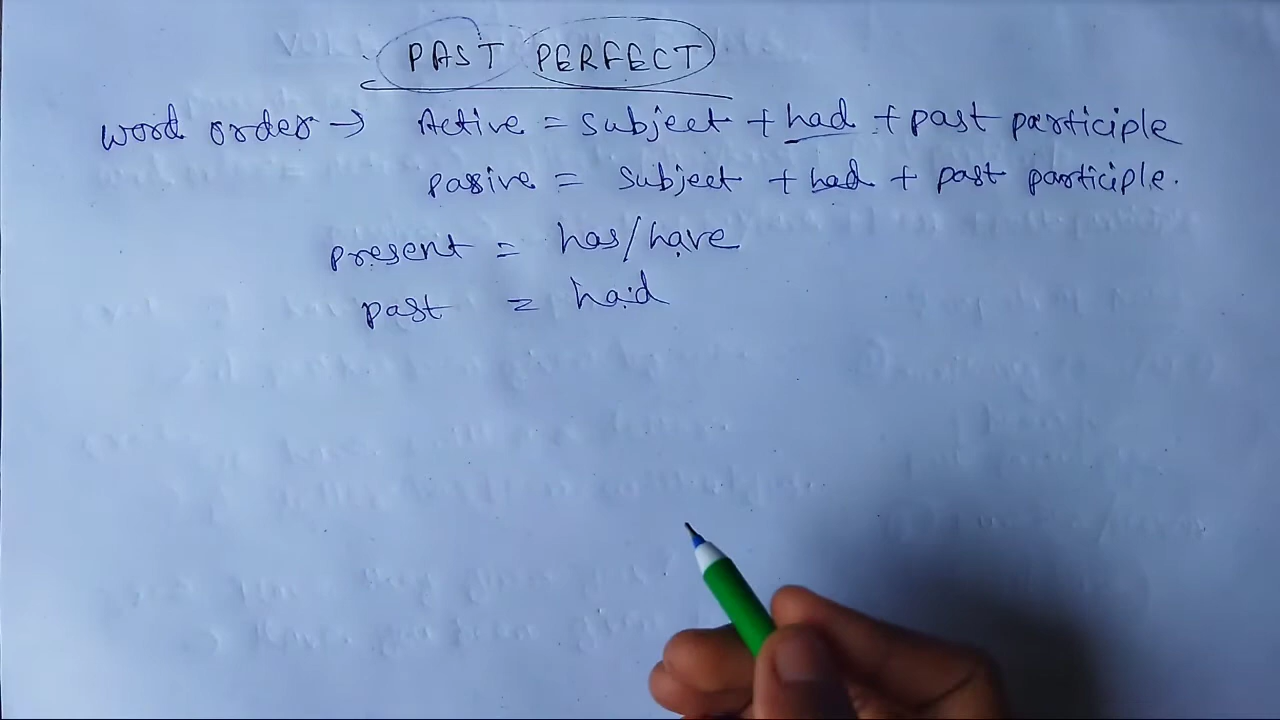 PAST PERFECT
word order → Active = subject + had + past participle
passive = subject + had + past participle.
present = has/have
past = had